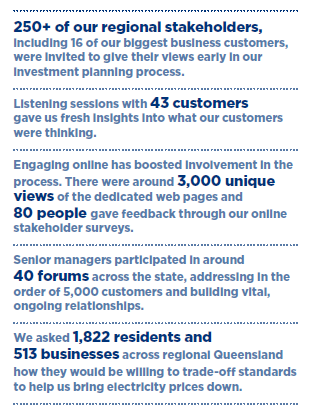 250+ of our regional stakeholders,
including 16 of our biggest business customers,
were invited to give their views early in our
investment planning process.
Listening sessions with 43 customers
gave us fresh insights into what our customers
were thinking.
Engaging online has boosted involvement in the
process. There were around 3,000 unique
views of the dedicated web pages and
80 people gave feedback through our online
stakeholder surveys.
Senior managers participated in around
40 forums across the state, addressing in the
order of 5,000 customers and building vital,
ongoing relationships.
We asked 1,822 residents and
513 businesses across regional Queensland
how they would be willing to trade-off standards
to help us bring electricity prices down.